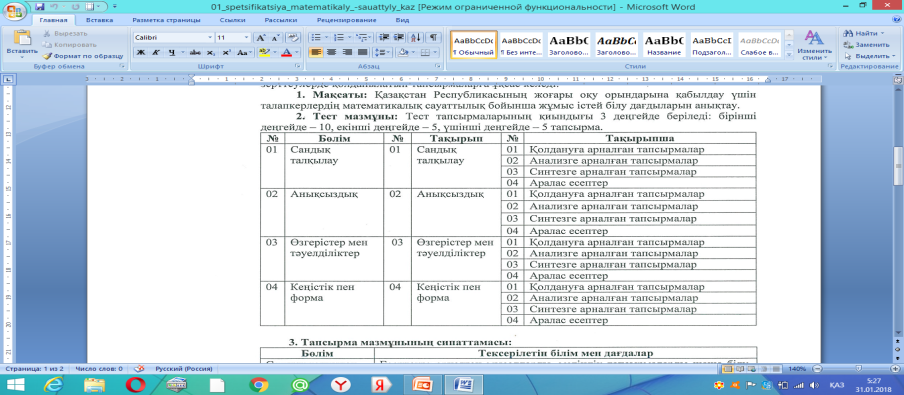 01_spetsifikatsiya_matematikaly_-sauattyly_kaz [Режим ограниченной функциональности] - Microsoft Word
Главная Вставка Разметка страницы Ссылки Рассылки Рецензирование Вид
Вставить
Вырезать
Копировать
Формат по образцу
Буфер обмена
Calibri 11
Шрифт
Абзац
AaBbCcDc AaBbCcDc AaBbC AaBbCc AaBbC AaBbCcI AaBbCcDc
¶ Обычный ¶ Без инте... Заголово... Заголово... Название Подзагол... Слабое в...
Стили
Изменить стили
Найти
Заменить
Выделить
Редактирование
1. Мақсаты: Қазақстан Республикасының жоғары оқу орындарына қабылдау үшін
талапкерлердің математикалық сауаттылық бойынша жұмыс істей білу дағдыларын анықтау.
2. Тест мазмұны: Тест тапсырмаларының қиындығы 3 деңгейде беріледі: бірінші
деңгейде – 10, екінші деңгейде – 5, үшінші деңгейде – 5 тапсырма.
№ Бөлім № Тақырып № Тақырыпша
01 Сандық талқылау 01 Сандық талқылау 01 Қолдануға арналған тапсырмалар
02 Анализге арналған тапсырмалар
03 Синтезге арналған тапсырмалар
04 Аралас есептер
02 Анықсыздық 02 Анықсыздық 01 Қолдануға арналған тапсырмалар
02 Анализге арналған тапсырмалар
03 Синтезге арналған тапсырмалар
04 Аралас есептер
03 Өзгерістер мен тәуелділіктер 03 Өзгерістер мен тәуелділіктер 01 Қолдануға арналған тапсырмалар
02 Анализге арналған тапсырмалар
03 Синтезге арналған тапсырмалар
04 Аралас есептер
04 Кеңістік пен форма 04 Кеңістік пен форма 01 Қолдануға арналған тапсырмалар
02 Анализге арналған тапсырмалар
03 Синтезге арналған тапсырмалар
04 Аралас есептер
3. Тапсырма мазмұнының сипаттамасы:
Бөлім Тексерілетін білім мен дағдалар
Страница: 1 из 2 Число слов: 0 Русский (Россия) 140%
ҚАЗ 5:27
31.01.2018